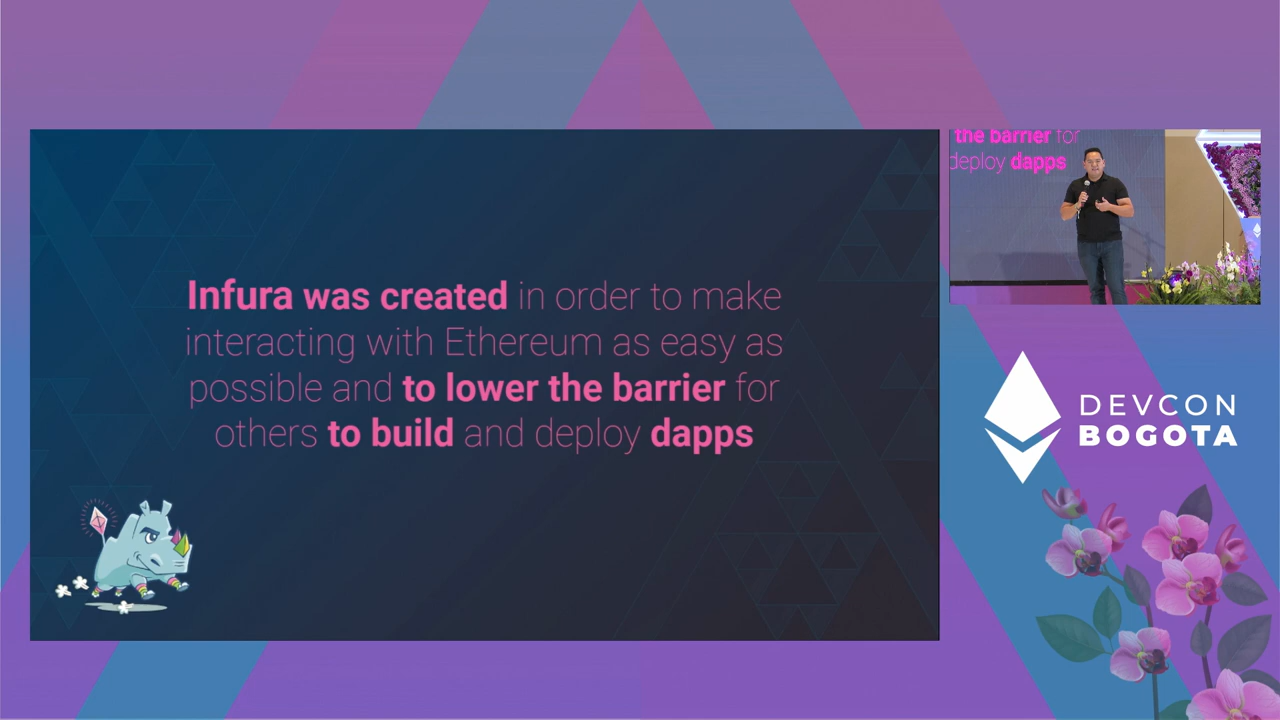 Infura was created in order to make
interacting with Ethereum as easy as
possible and to lower the barrier for
others to build and deploy dapps
the barrier for
deploy dapps
DEVCON
BOGOTA